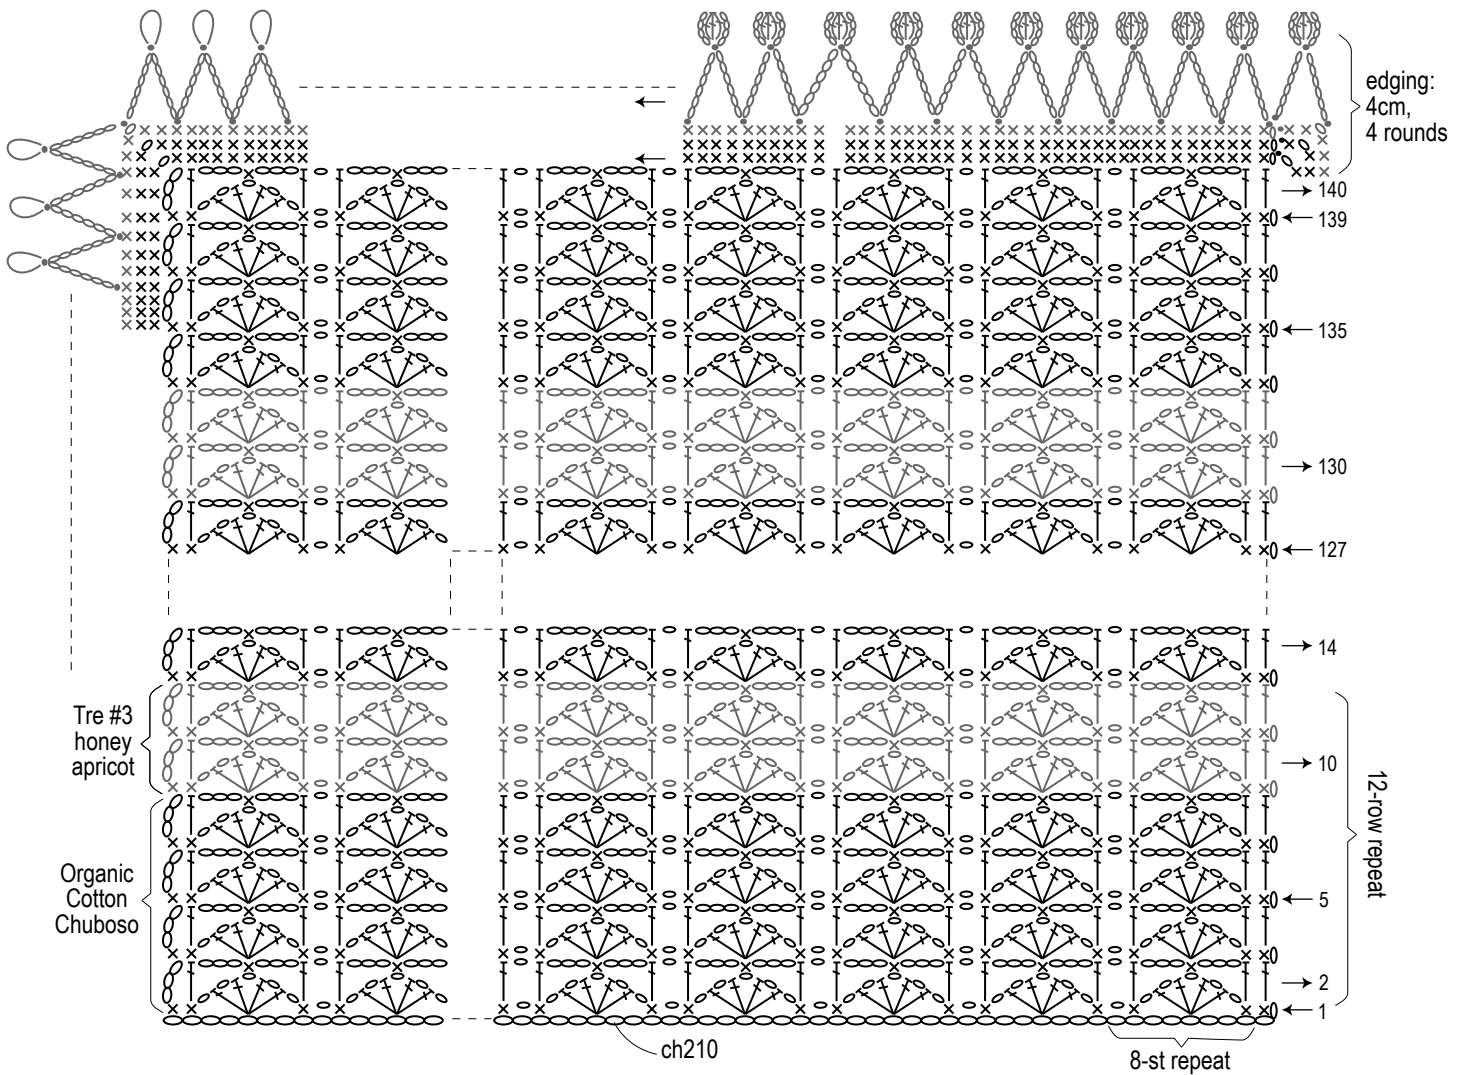 edging:
4cm,
4 rounds
140
139
135
130
127
14
Tre #3
honey
apricot
10
12-row repeat
Organic
Cotton
Chuboso
5
2
1
ch210
8-st repeat